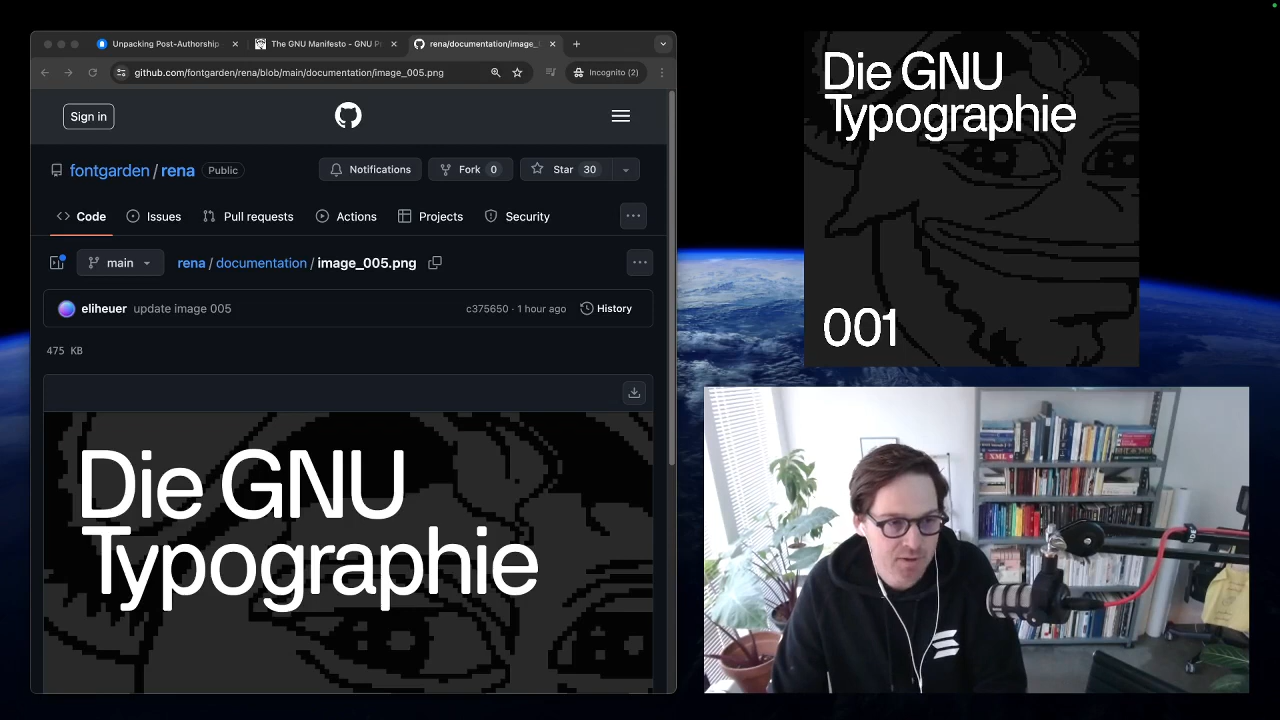 Unpacking Post-Authorship
The GNU Manifesto - GNU P
rena/documentation/image_
github.com/fontgarden/rena/blob/main/documentation/image_005.png
Incognito (2)
Sign in
fontgarden / rena Public
Notifications
Fork 0
Star 30
Code
Issues
Pull requests
Actions
Projects
Security
main
rena / documentation / image_005.png
eliheuer update image 005
c375650 · 1 hour ago
History
475 KB
Die GNU
Typographie
Die GNU
Typographie
001
XML